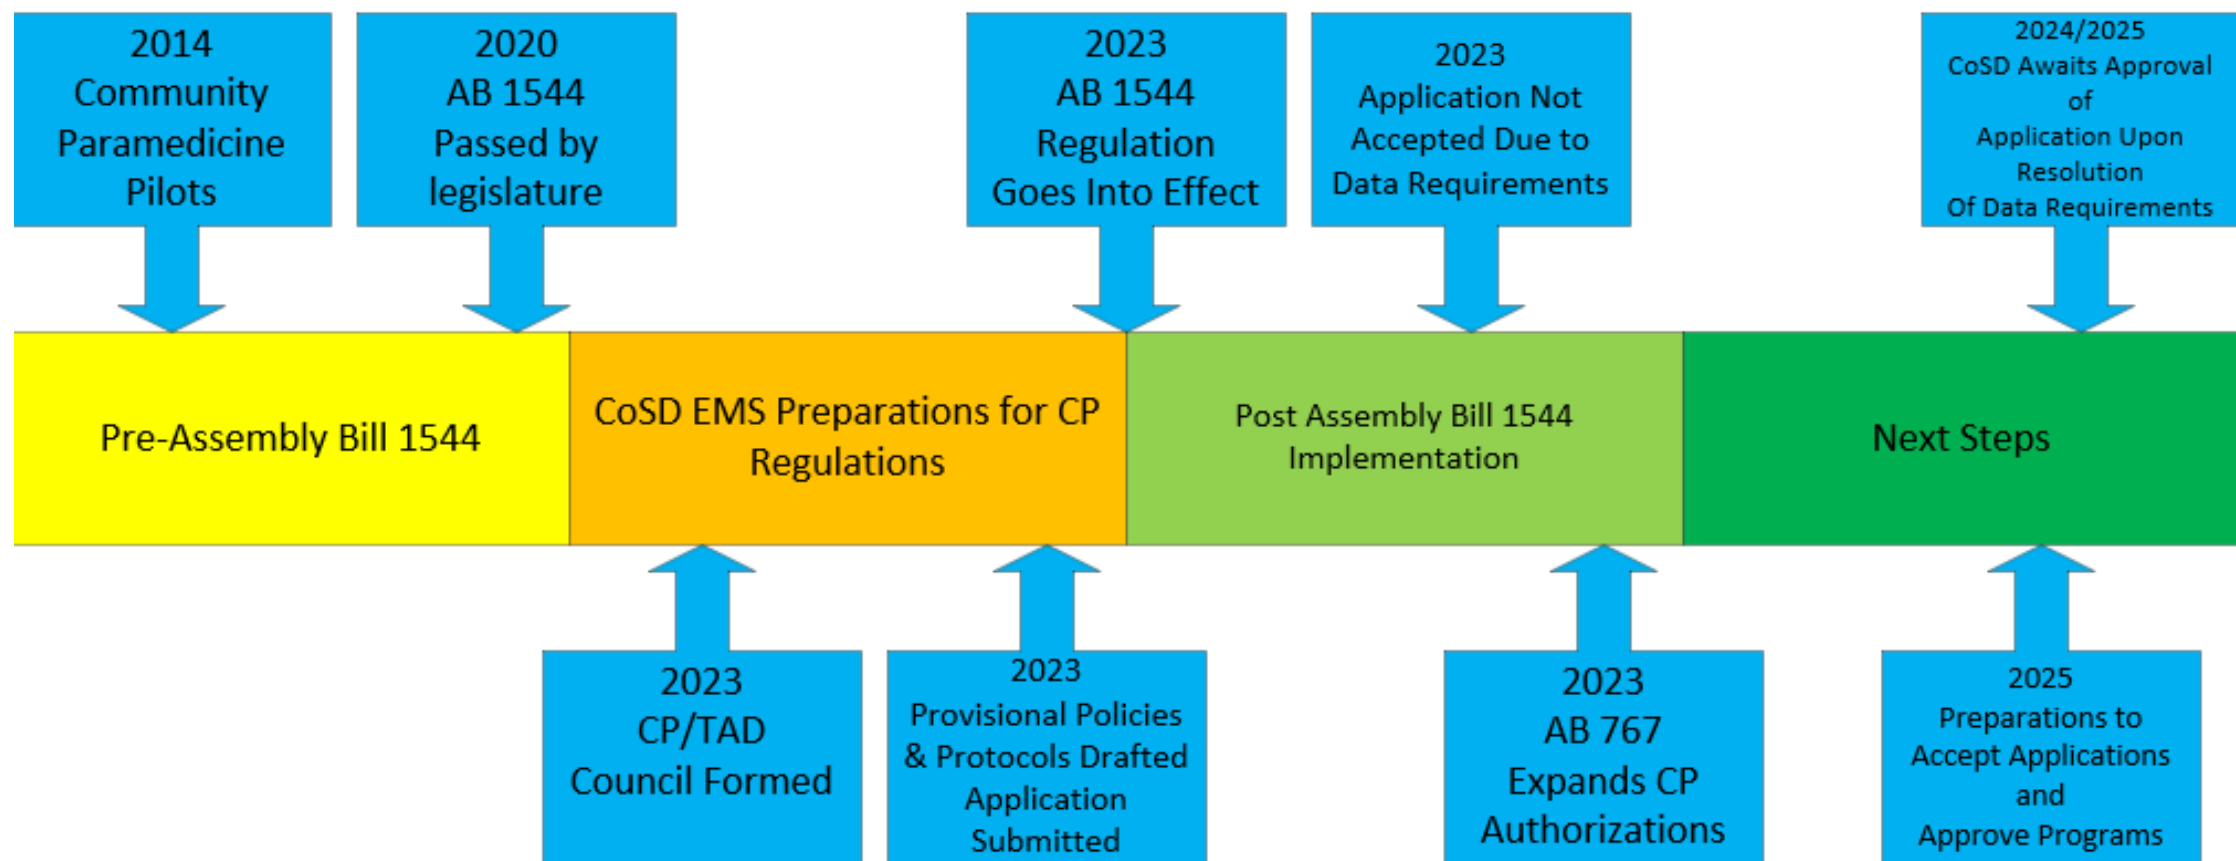 2014
Community
Paramedicine
Pilots
2020
AB 1544
Passed by
legislature
2023
AB 1544
Regulation
Goes Into Effect
2023
Application Not
Accepted Due to
Data Requirements
2024/2025
CoSD Awaits Approval
of
Application Upon
Resolution
Of Data Requirements
Pre-Assembly Bill 1544
CoSD EMS Preparations for CP
Regulations
Post Assembly Bill 1544
Implementation
Next Steps
2023
CP/TAD
Council Formed
2023
Provisional Policies
& Protocols Drafted
Application
Submitted
2023
AB 767
Expands CP
Authorizations
2025
Preparations to
Accept Applications
and
Approve Programs